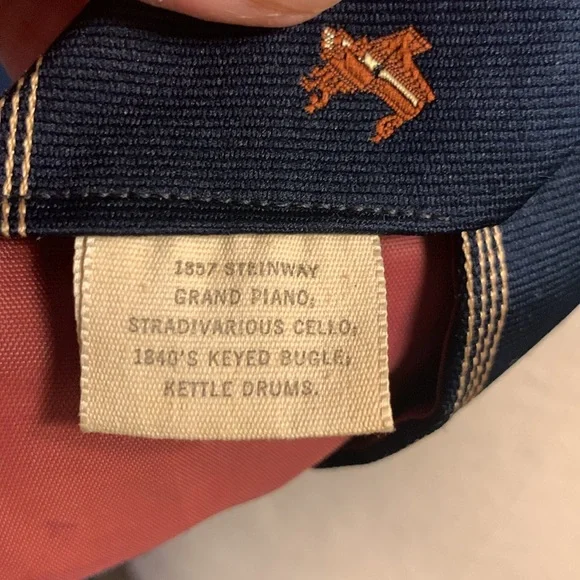 1857 STEINWAY
GRAND PIANO;
STRADIVARIOUS CELLO;
1840'S KEYED BUGLE;
KETTLE DRUMS.